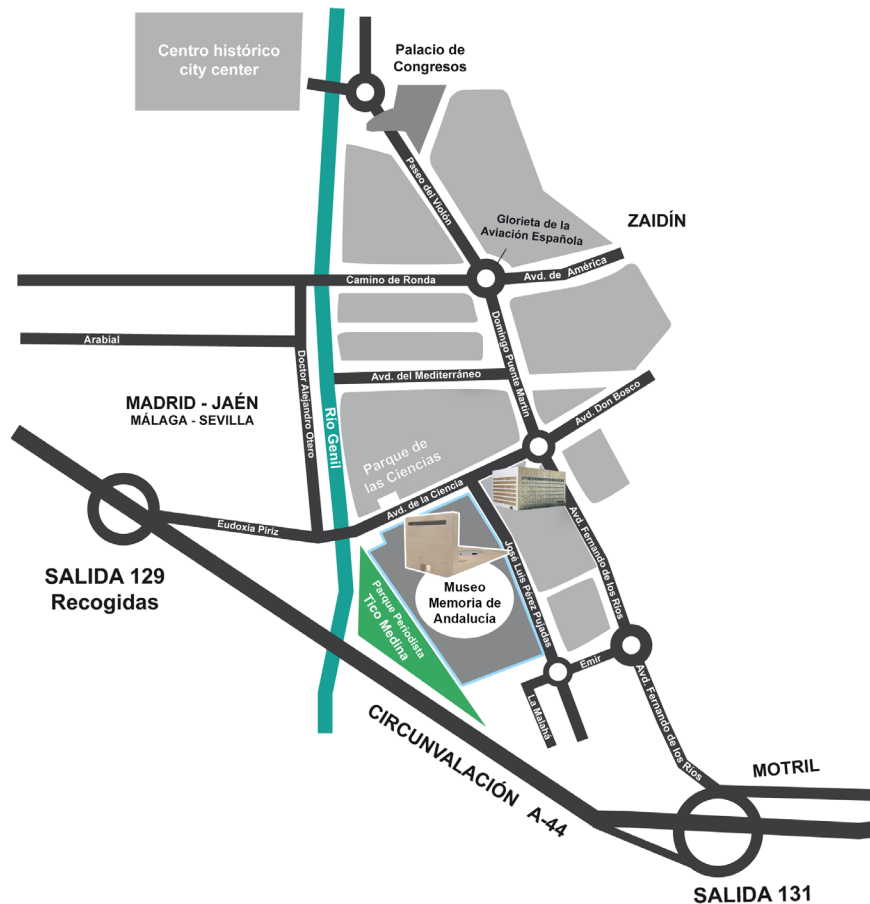 Centro histórico
city center
Palacio de
Congresos
Paseo del Violón
Glorieta de la
Aviación Española
ZAIDÍN
Camino de Ronda
Avd. de América
Arabial
Doctor Alejandro Otero
Domingo Puente Martín
Avd. del Mediterráneo
Avd. Don Bosco
MADRID - JAÉN
MÁLAGA - SEVILLA
Río Genil
Parque de
las Ciencias
Avd. de la Ciencia
Eudoxia Piriz
SALIDA 129
Recogidas
Museo
Memoria de
Andalucía
José Luis Pérez Pujadas
Avd. Fernando de los Ríos
Parque Periodista
Tico Medina
Emir
La Malahá
Avd. Fernando de los Ríos
CIRCUNVALACIÓN A-44
MOTRIL
SALIDA 131